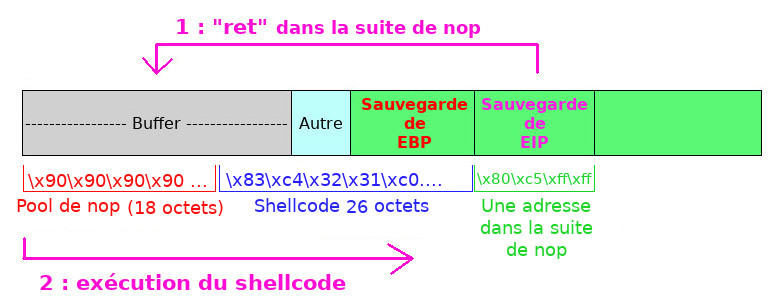 1 : "ret" dans la suite de nop
---------------- Buffer ----------------
Autre
Sauvegarde
de
EBP
Sauvegarde
de
EIP
\x90\x90\x90\x90 ...
\x83\xc4\x32\x31\xc0....
\x80\xc5\xff\xff
Pool de nop (18 octets)
Shellcode 26 octets
Une adresse
dans la suite
de nop
2 : exécution du shellcode